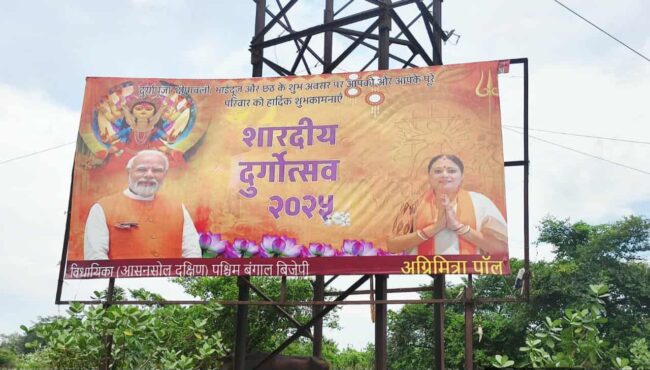 दुर्गापूजा, दीपावली, भाईदूज और छठ के शुभ अवसर पर आपको और आपके पूरे
परिवार को हार्दिक शुभकामनाएँ
शारदीय
दुर्गोत्सव
२०२५
विधायिका (आसनसोल दक्षिण) पश्चिम बंगाल बिजेपी
अग्निमित्रा पॉल